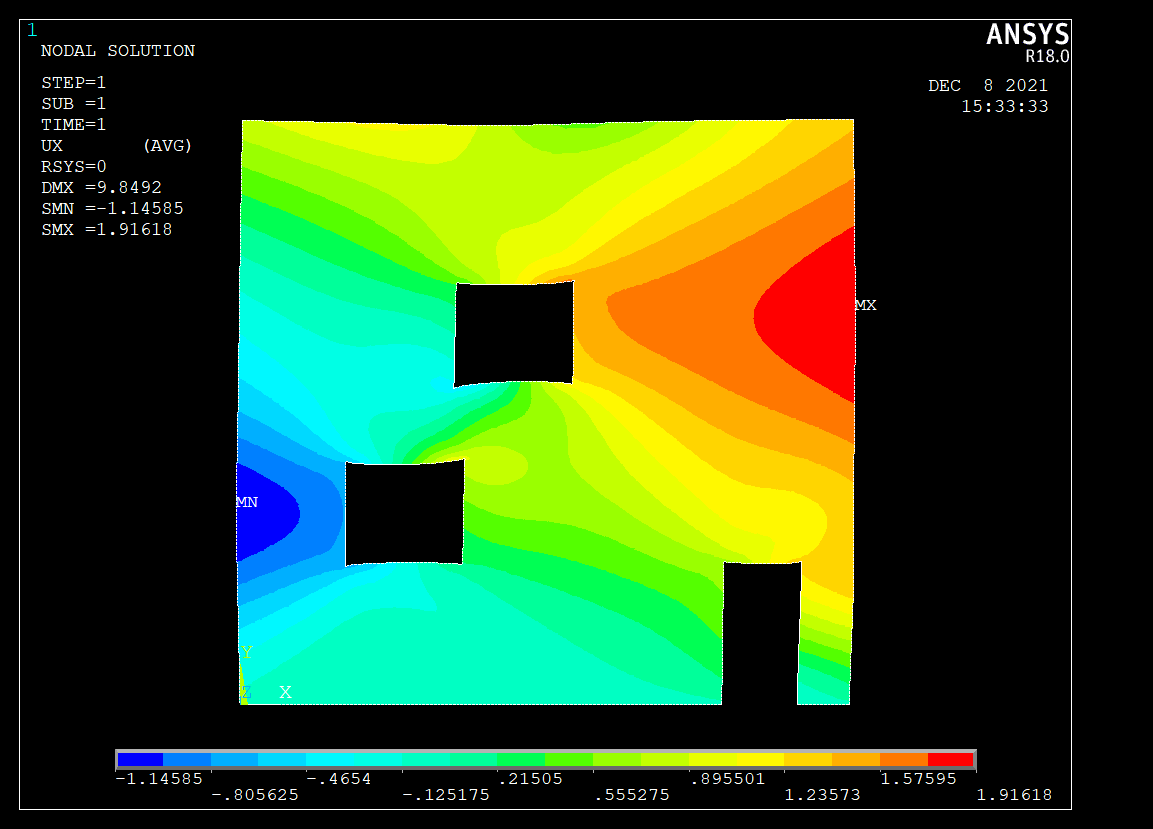 1
ANSYS
R18.0
NODAL SOLUTION
STEP=1
SUB =1
TIME=1
UX (AVG)
RSYS=0
DMX =9.8492
SMN =-1.14585
SMX =1.91618
DEC 8 2021
15:33:33
MX
MN
Y
Z X
-1.14585 -.4654 .21505 .895501 1.57595
-.805625 -.125175 .555275 1.23573 1.91618